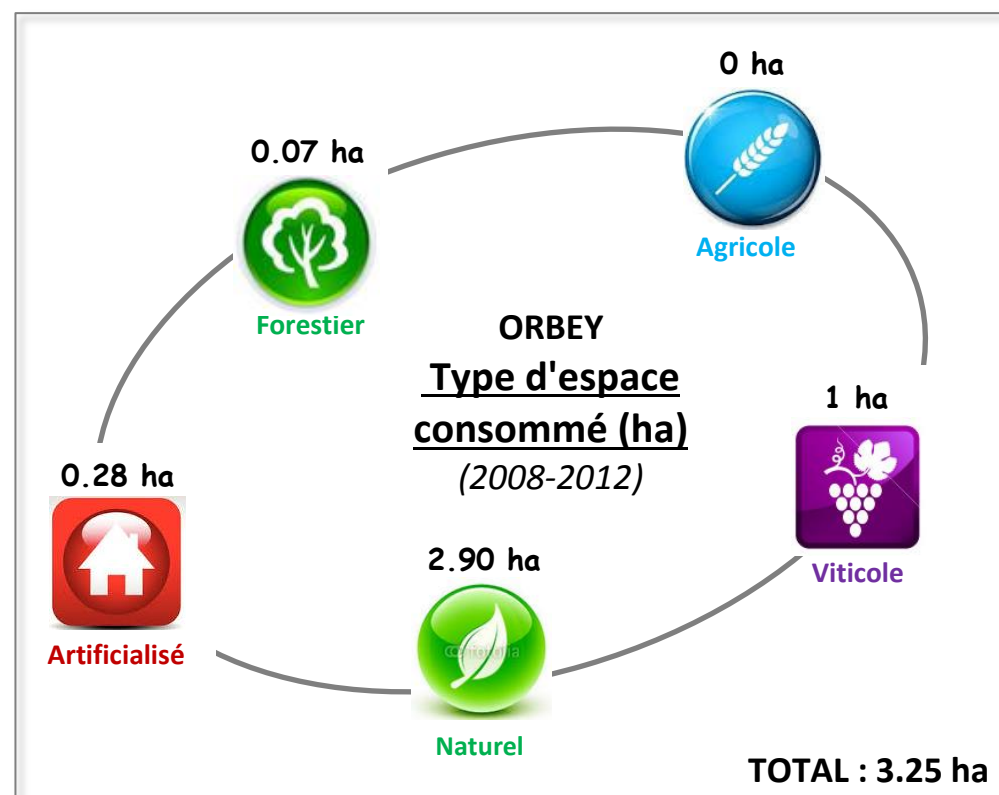 0 ha
Agricole
0.07 ha
Forestier
ORBEY
Type d'espace
consommé (ha)
(2008-2012)
1 ha
Viticole
0.28 ha
Artificialisé
2.90 ha
Naturel
TOTAL : 3.25 ha